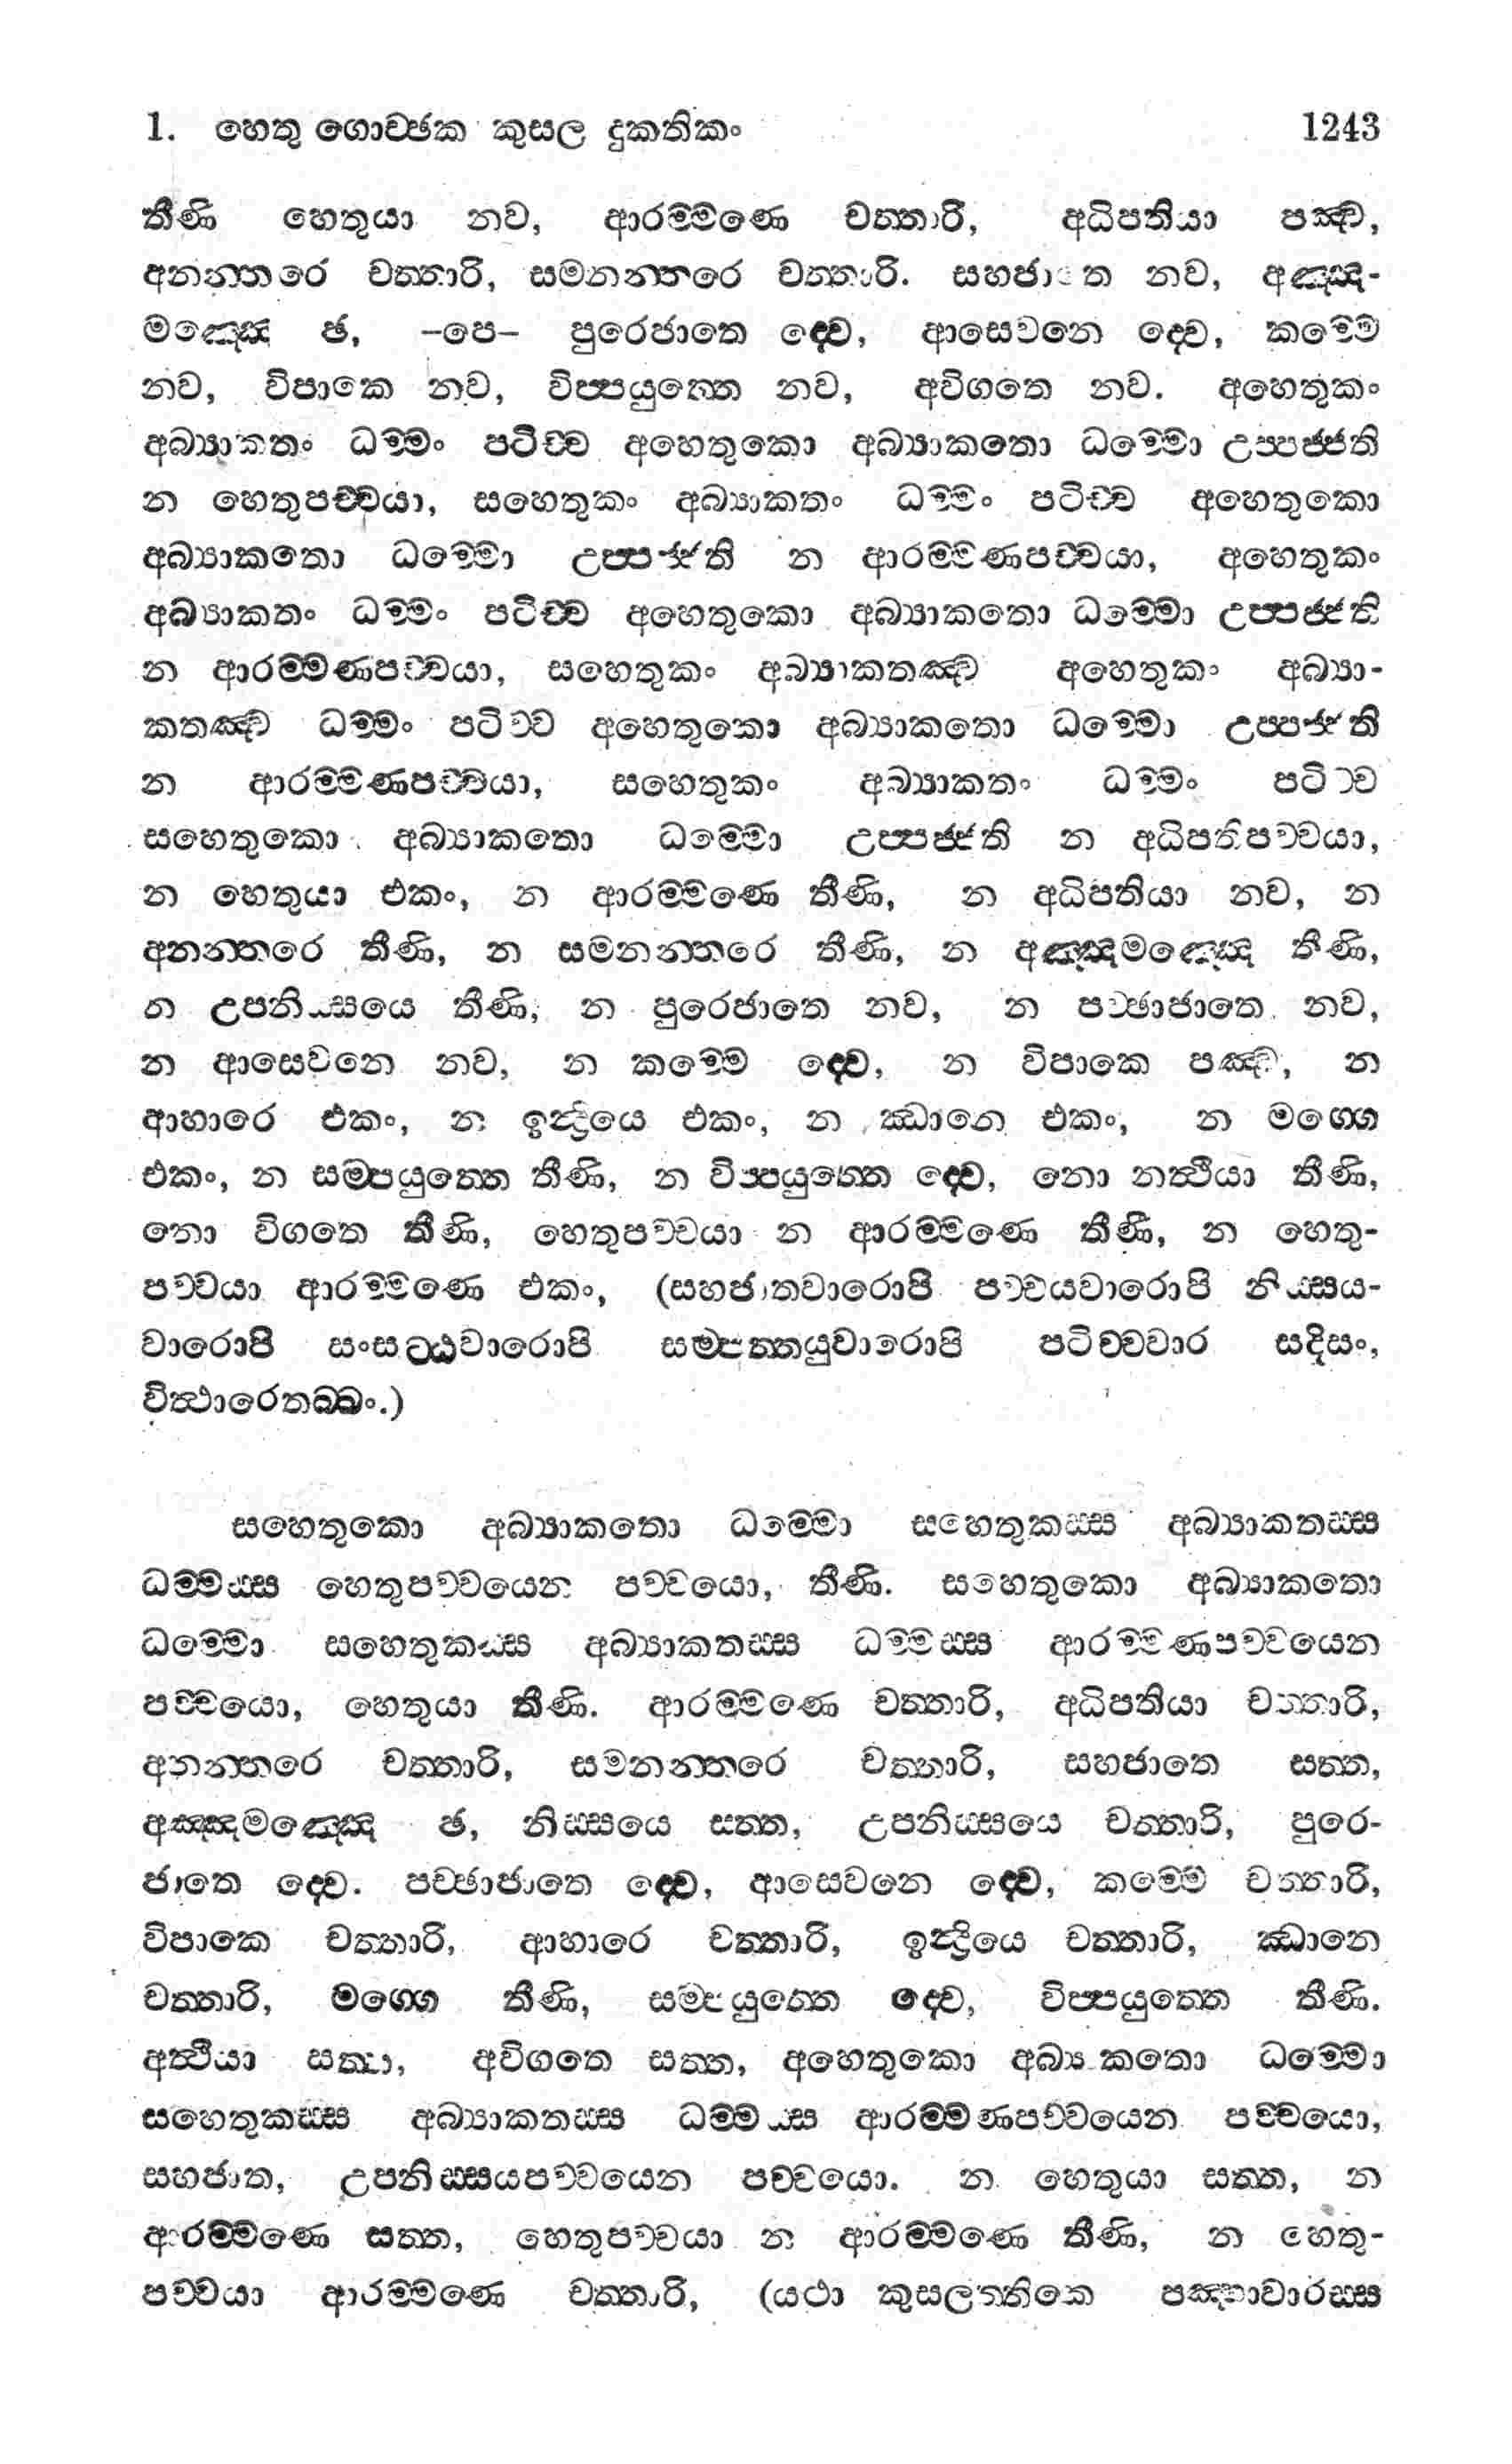 1. හෙතු ගොච්ඡක කුසල දුකතිකං 1243
තීණි හෙතුයා නව, ආරම්මණෙ චත්තාරි, අධිපතියා පඤ්ච,
අනන්තරෙ චත්තාරි, සමනන්තරෙ චත්තාරි. සහජාතෙ නව, අඤ්ඤ-
මඤ්ඤෙ ඡ, –පෙ– පුරෙජාතෙ ද්වෙ, ආසෙවනෙ ද්වෙ, කම්මෙ
නව, විපාකෙ නව, විප්පයුත්තෙ නව, අවිගතෙ නව. අහෙතුකං
අබ්‍යාකතං ධම්මං පටිච්ච අහෙතුකො අබ්‍යාකතො ධම්මො උප්පජ්ජති
න හෙතුපච්චයා, සහෙතුකං අබ්‍යාකතං ධම්මං පටිච්ච අහෙතුකො
අබ්‍යාකතො ධම්මො උප්පජ්ජති න ආරම්මණපච්චයා, අහෙතුකං
අබ්‍යාකතං ධම්මං පටිච්ච අහෙතුකො අබ්‍යාකතො ධම්මො උප්පජ්ජති
න ආරම්මණපච්චයා, සහෙතුකං අබ්‍යාකතඤ්ච අහෙතුකං අබ්‍යා-
කතඤ්ච ධම්මං පටිච්ච අහෙතුකො අබ්‍යාකතො ධම්මො උප්පජ්ජති
න ආරම්මණපච්චයා, සහෙතුකං අබ්‍යාකතං ධම්මං පටිච්ච
සහෙතුකො අබ්‍යාකතො ධම්මො උප්පජ්ජති න අධිපතිපච්චයා,
න හෙතුයා එකං, න ආරම්මණෙ තීණි, න අධිපතියා නව, න
අනන්තරෙ තීණි, න සමනන්තරෙ තීණි, න අඤ්ඤමඤ්ඤෙ තීණි,
න උපනිස්සයෙ තීණි, න පුරෙජාතෙ නව, න පච්ඡාජාතෙ නව,
න ආසෙවනෙ නව, න කම්මෙ ද්වෙ, න විපාකෙ පඤ්ච, න
ආහාරෙ එකං, න ඉන්ද්‍රියෙ එකං, න ඣානෙ එකං, න මග්ගෙ
එකං, න සම්පයුත්තෙ තීණි, න විප්පයුත්තෙ ද්වෙ, නො නත්ථියා තීණි,
නො විගතෙ තීණි, හෙතුපච්චයා න ආරම්මණෙ තීණි, න හෙතු-
පච්චයා ආරම්මණෙ එකං, (සහජාතවාරොපි පච්චයවාරොපි නිස්සය-
වාරොපි සංසට්ඨවාරොපි සම්පත්තයුවාරොපි පටිච්චවාර සදිසං,
විත්ථාරෙතබ්බං.)
සහෙතුකො අබ්‍යාකතො ධම්මො සහෙතුකස්ස අබ්‍යාකතස්ස
ධම්මස්ස හෙතුපච්චයෙන පච්චයො, තීණි. සහෙතුකො අබ්‍යාකතො
ධම්මො සහෙතුකස්ස අබ්‍යාකතස්ස ධම්මස්ස ආරම්මණපච්චයෙන
පච්චයො, හෙතුයා තීණි. ආරම්මණෙ චත්තාරි, අධිපතියා චත්තාරි,
අනන්තරෙ චත්තාරි, සමනන්තරෙ චත්තාරි, සහජාතෙ සත්ත,
අඤ්ඤමඤ්ඤෙ ඡ, නිස්සයෙ සත්ත, උපනිස්සයෙ චත්තාරි, පුරෙ-
ජාතෙ ද්වෙ. පච්ඡාජාතෙ ද්වෙ, ආසෙවනෙ ද්වෙ, කම්මෙ චත්තාරි,
විපාකෙ චත්තාරි, ආහාරෙ චත්තාරි, ඉන්ද්‍රියෙ චත්තාරි, ඣානෙ
චත්තාරි, මග්ගෙ තීණි, සම්පයුත්තෙ ද්වෙ, විප්පයුත්තෙ තීණි.
අත්ථියා සත්තා, අවිගතෙ සත්ත, අහෙතුකො අබ්‍යාකතො ධම්මො
සහෙතුකස්ස අබ්‍යාකතස්ස ධම්මස්ස ආරම්මණපච්චයෙන පච්චයො,
සහජාත, උපනිස්සයපච්චයෙන පච්චයො. න හෙතුයා සත්ත, න
ආරම්මණෙ සත්ත, හෙතුපච්චයා න ආරම්මණෙ තීණි, න හෙතු-
පච්චයා ආරම්මණෙ චත්තාරි, (යථා කුසලත්තිකෙ පඤ්හාවාරස්ස